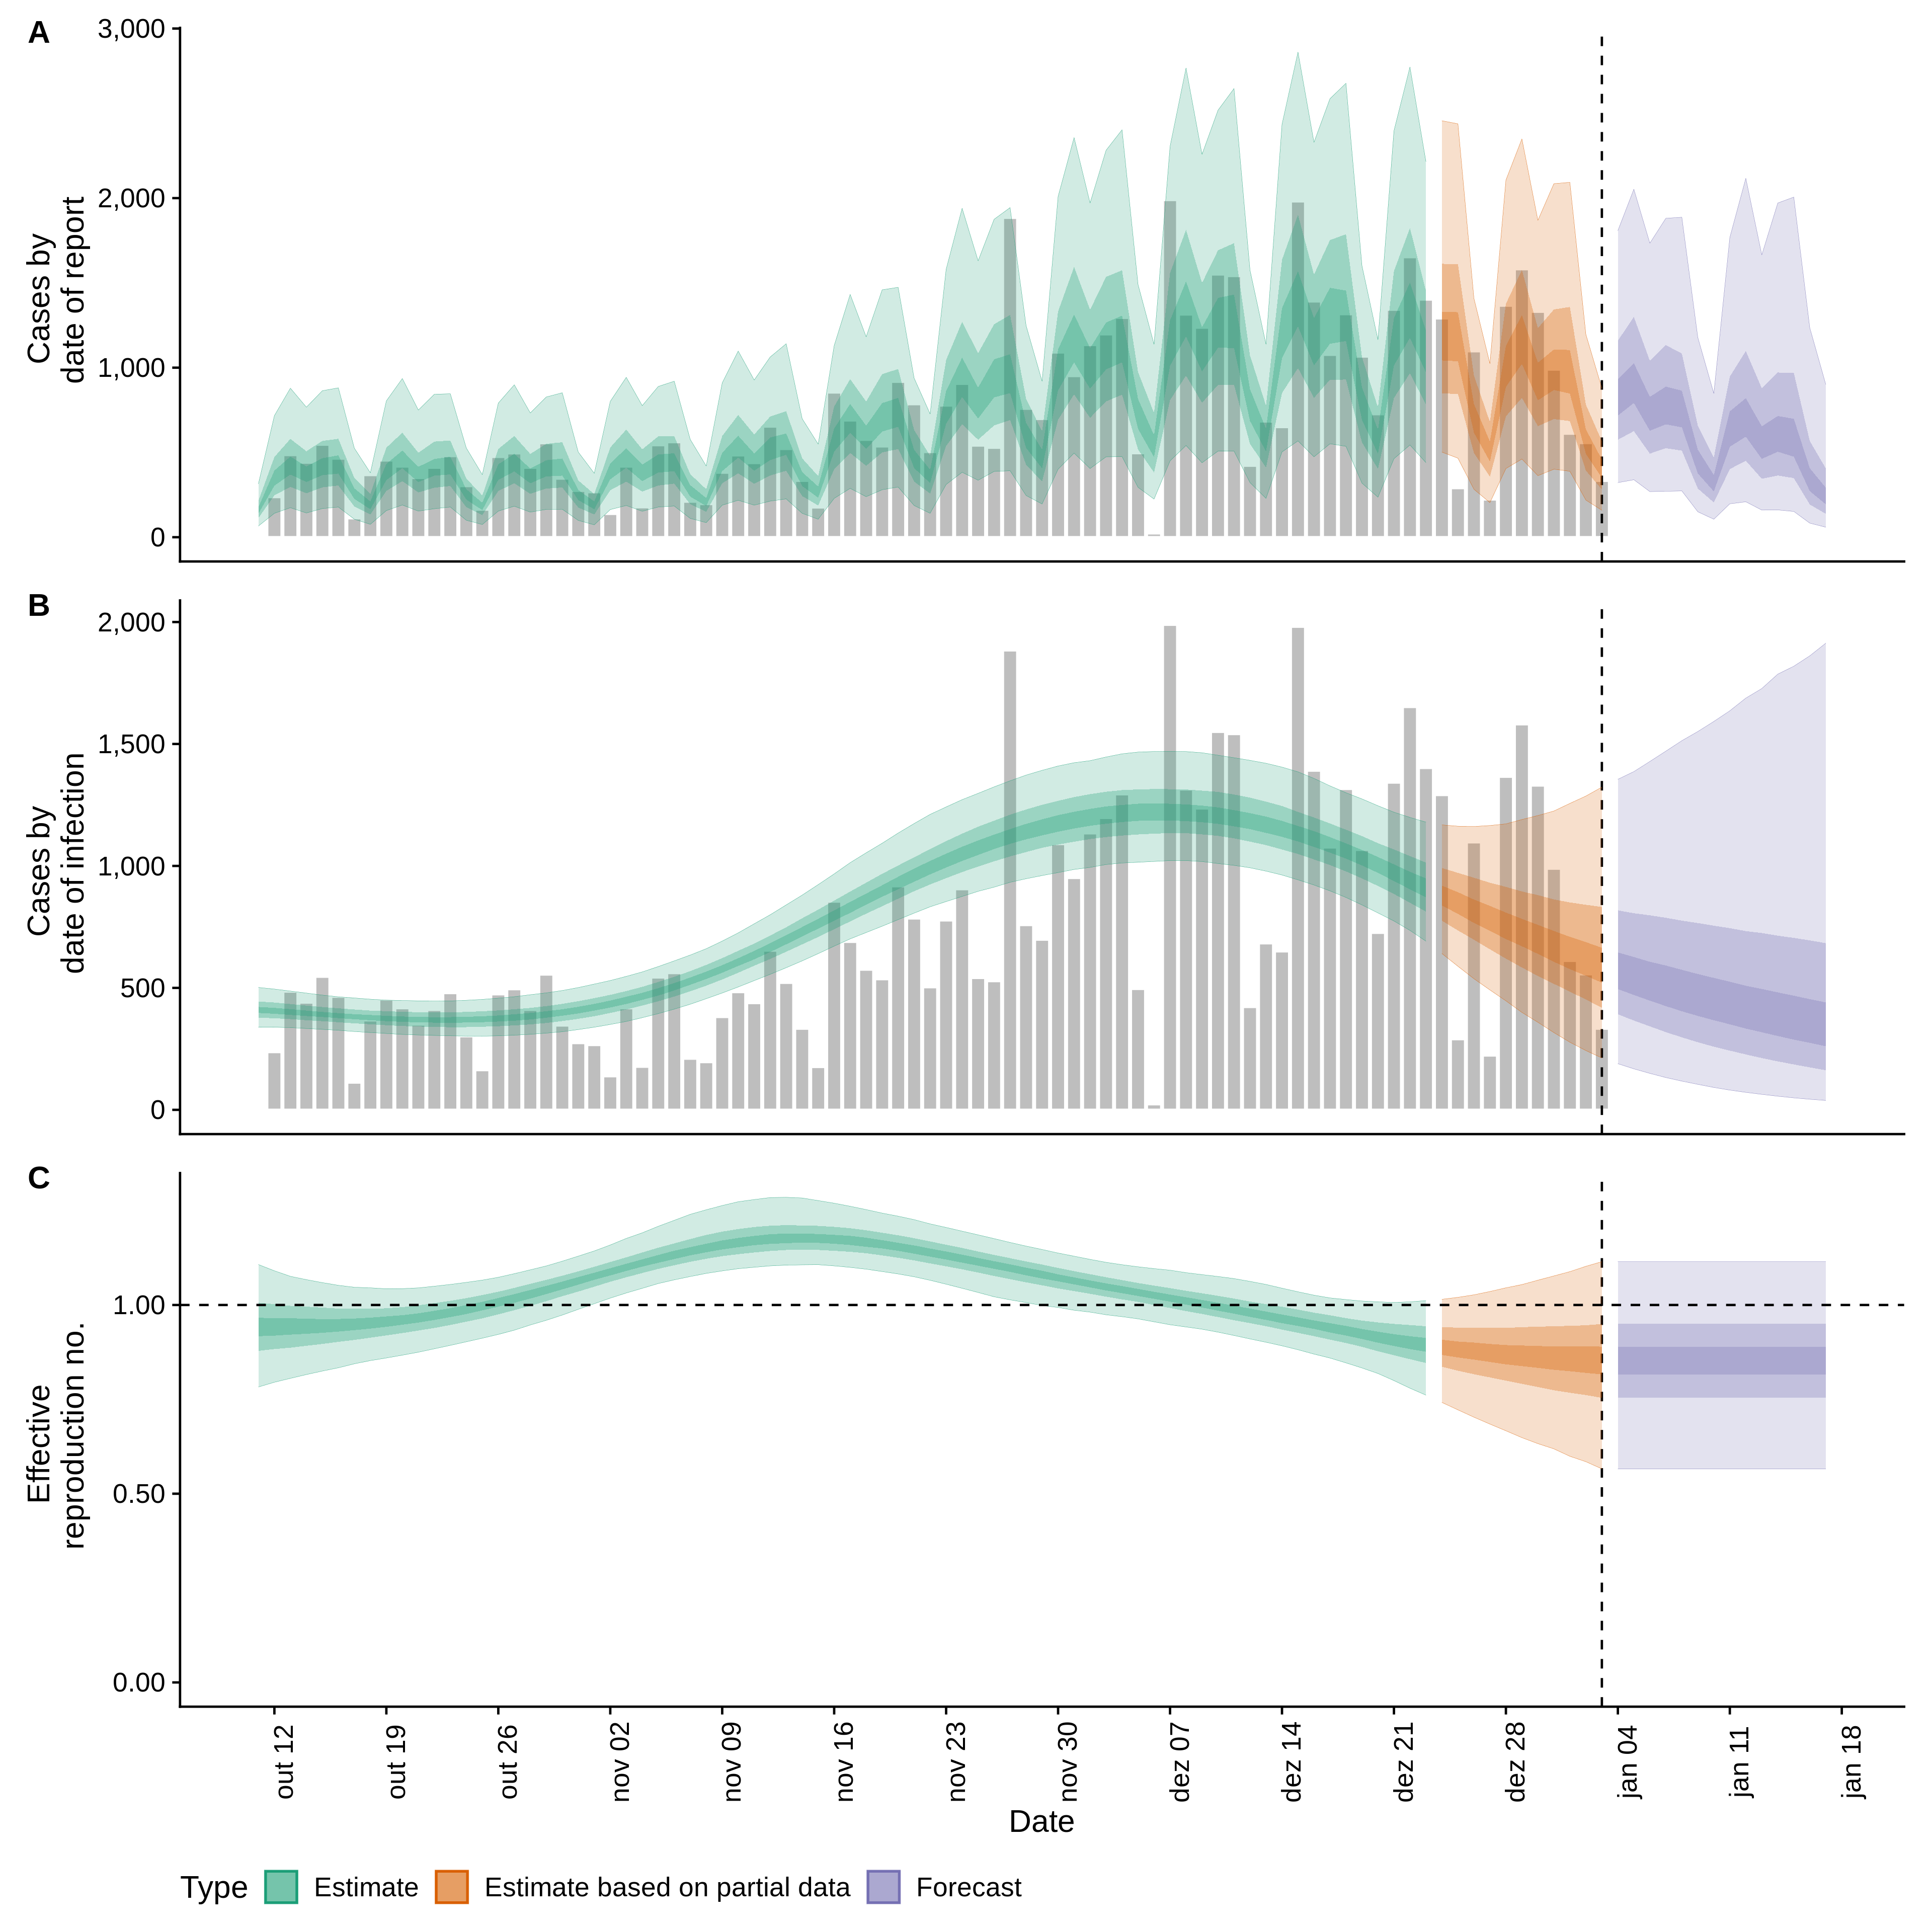 A
3,000
2,000
1,000
0
Cases by
date of report
B
2,000
1,500
1,000
500
0
Cases by
date of infection
C
1.00
0.50
0.00
Effective
reproduction no.
out 12
out 19
out 26
nov 02
nov 09
nov 16
nov 23
nov 30
dez 07
dez 14
dez 21
dez 28
jan 04
jan 11
jan 18
Date
Type Estimate Estimate based on partial data Forecast